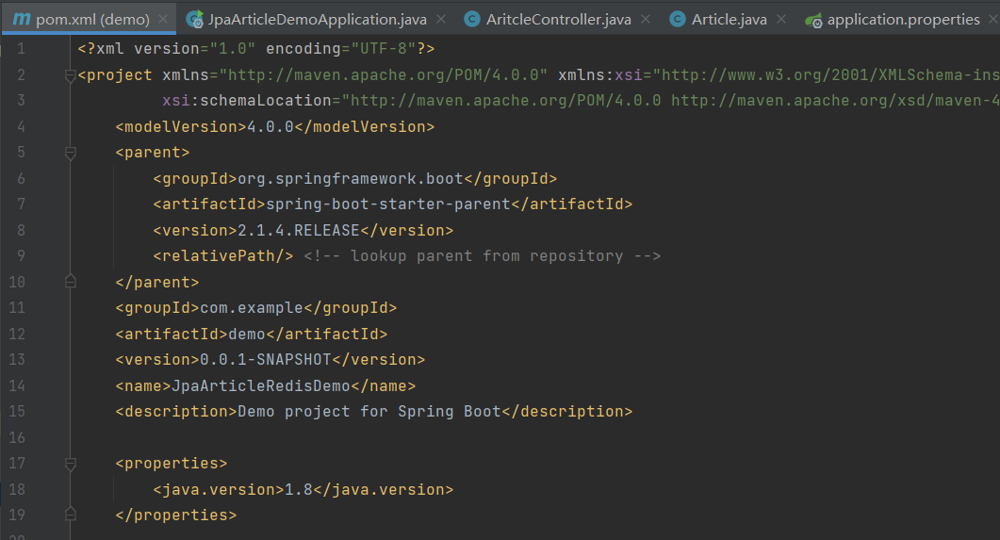 pom.xml (demo) JpaArticleDemoApplication.java AritcleController.java Article.java application.properties
1 <?xml version="1.0" encoding="UTF-8"?>
2 <project xmlns="http://maven.apache.org/POM/4.0.0" xmlns:xsi="http://www.w3.org/2001/XMLSchema-ins
3 xsi:schemaLocation="http://maven.apache.org/POM/4.0.0 http://maven.apache.org/xsd/maven-4
4 <modelVersion>4.0.0</modelVersion>
5 <parent>
6 <groupId>org.springframework.boot</groupId>
7 <artifactId>spring-boot-starter-parent</artifactId>
8 <version>2.1.4.RELEASE</version>
9 <relativePath/> <!-- lookup parent from repository -->
10 </parent>
11 <groupId>com.example</groupId>
12 <artifactId>demo</artifactId>
13 <version>0.0.1-SNAPSHOT</version>
14 <name>JpaArticleRedisDemo</name>
15 <description>Demo project for Spring Boot</description>
16
17 <properties>
18 <java.version>1.8</java.version>
19 </properties>